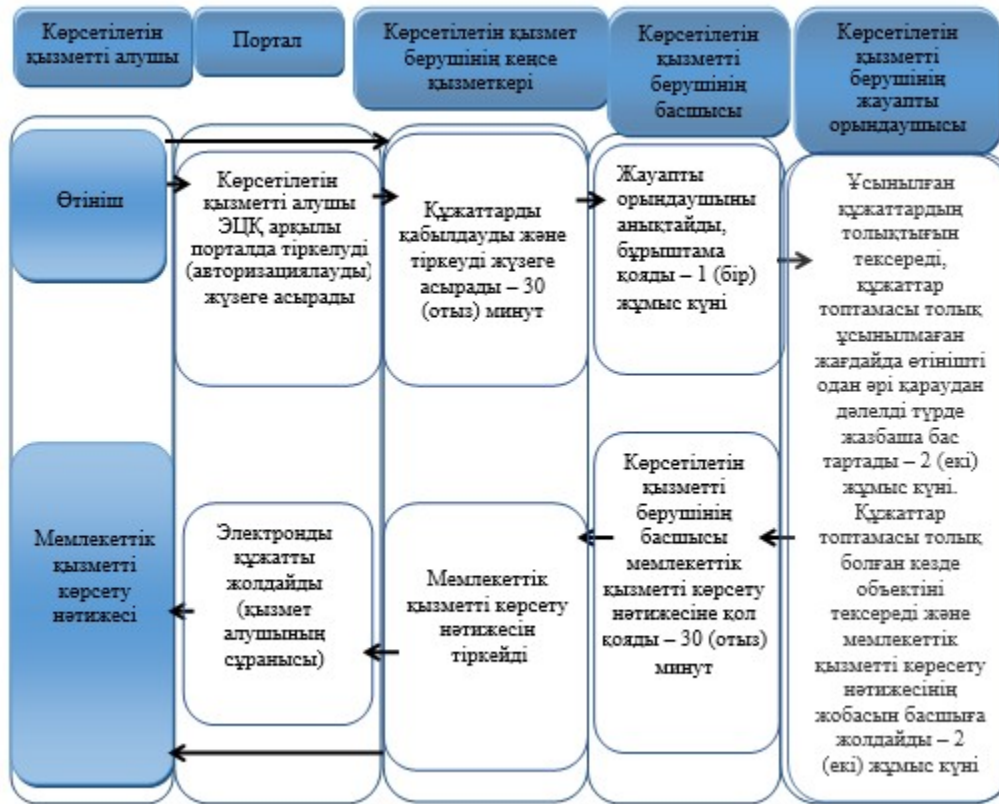 Көрсетілетін
қызметті алушы
Портал
Көрсетілетін қызмет
берушінің кеңсе
қызметкері
Көрсетілетін
қызметті
берушінің
басшысы
Көрсетілетін
қызметті
берушінің
жауапты
орындаушысы
Өтініш
Көрсетілетін
қызметті алушы
ЭЦҚ арқылы
порталда тіркелуді
(авторизациялауды)
жүзеге асырады
Құжаттарды
қабылдауды және
тіркеуді жүзеге
асырады – 30
(отыз) минут
Жауапты
орындаушыны
анықтайды,
бұрыштама
қояды – 1 (бір)
жұмыс күні
Ұсынылған
құжаттардың
толықтығын
тексереді,
құжаттар
топтамасы толық
ұсынылмаған
жағдайда өтінішті
одан әрі қараудан
дәлелді түрде
жазбаша бас
тартады – 2 (екі)
жұмыс күні.
Құжаттар
топтамасы толық
болған кезде
объектіні
тексереді және
мемлекеттік
қызметті көресету
нәтижесінің
жобасын басшыға
жолдайды – 2
(екі) жұмыс күні
Көрсетілетін
қызметті
берушінің
басшысы
мемлекеттік
қызметті көрсету
нәтижесіне қол
қояды – 30 (отыз)
минут
Мемлекеттік
қызметті көрсету
нәтижесін
тіркейді
Электронды
құжатты
жолдайды
(қызмет
алушының
сұранысы)
Мемлекеттік
қызметті
көрсету
нәтижесі